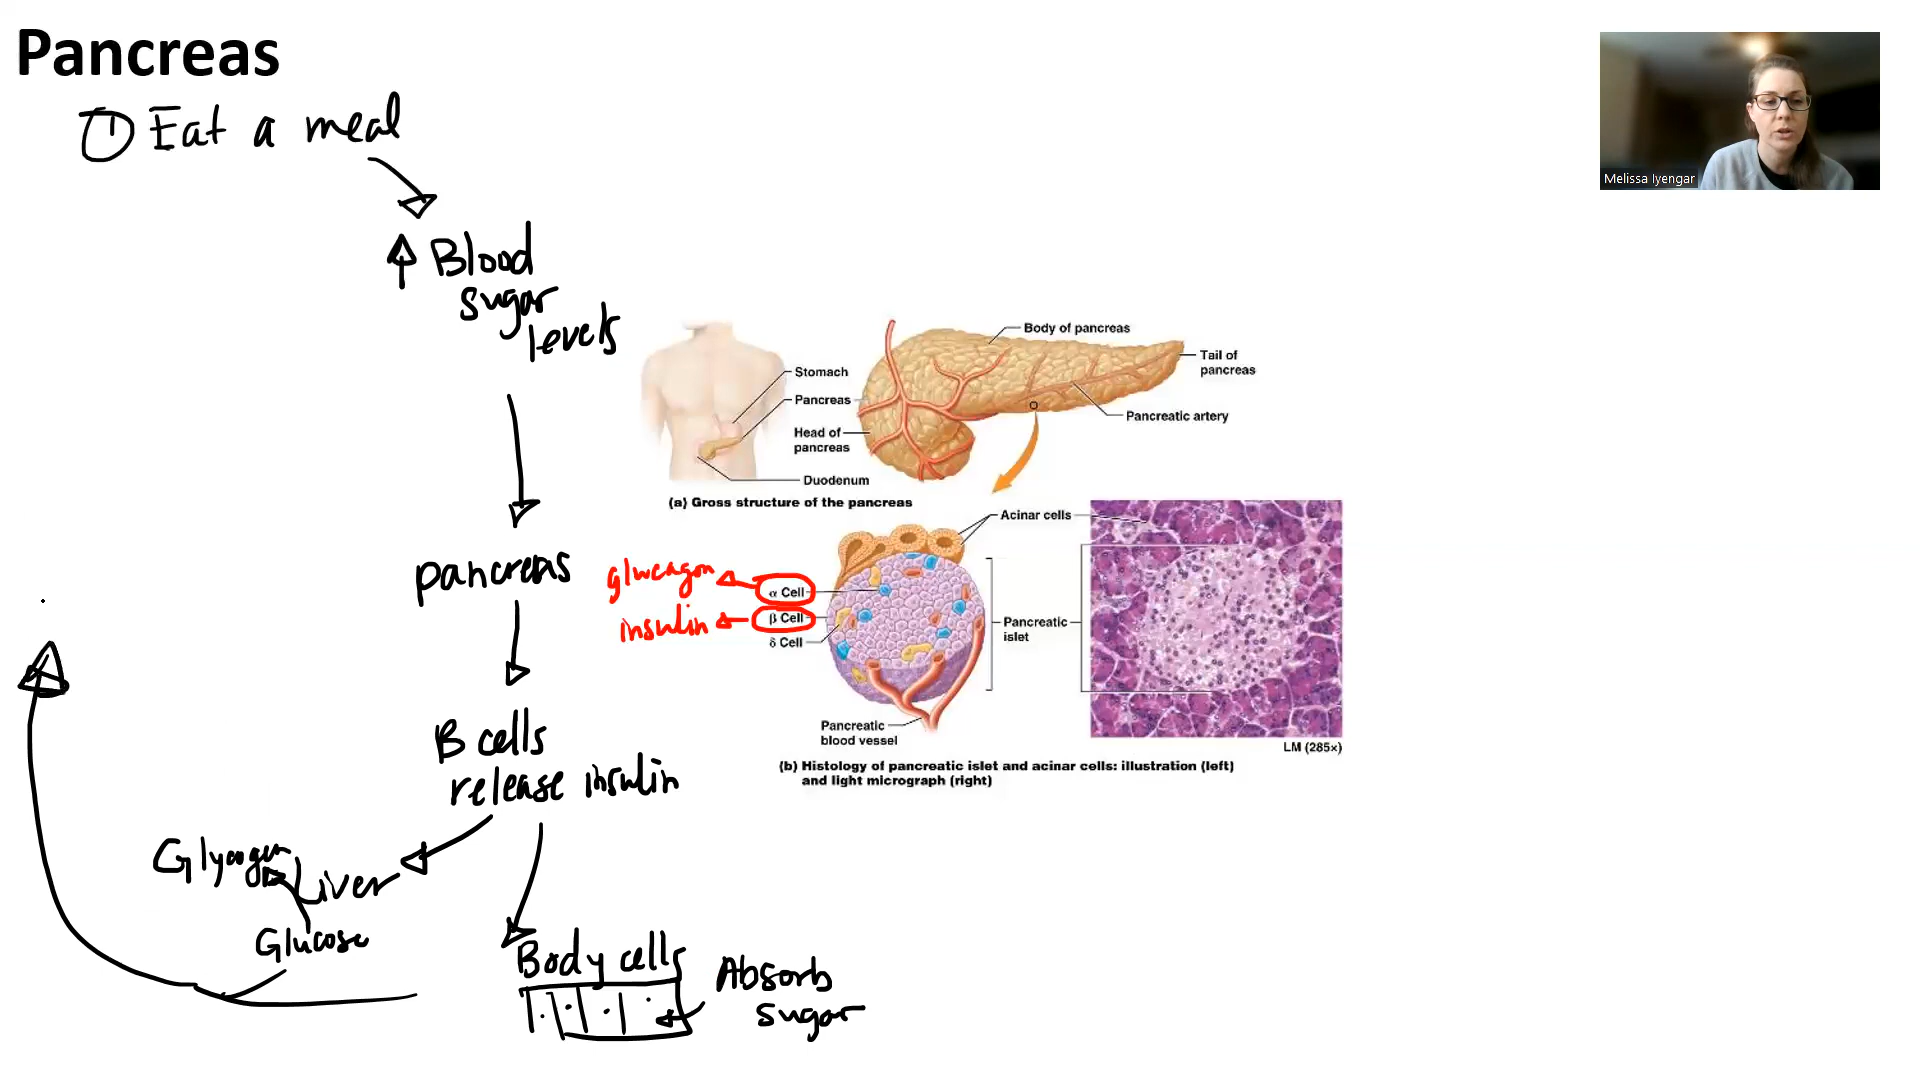 Pancreas
① Eat a meal
↑ Blood
sugar
levels
pancreas
B cells
release insulin
Glycogen
Liver
Glucose
Body cells
Absorb
sugar
Melissa Iyengar
Body of pancreas
Tail of
pancreas
Stomach
Pancreas
Pancreatic artery
Head of
pancreas
Duodenum
(a) Gross structure of the pancreas
Acinar cells
glucagon
α Cell
insulin
β Cell
δ Cell
Pancreatic
islet
Pancreatic
blood vessel
LM (285×)
(b) Histology of pancreatic islet and acinar cells: illustration (left)
and light micrograph (right)